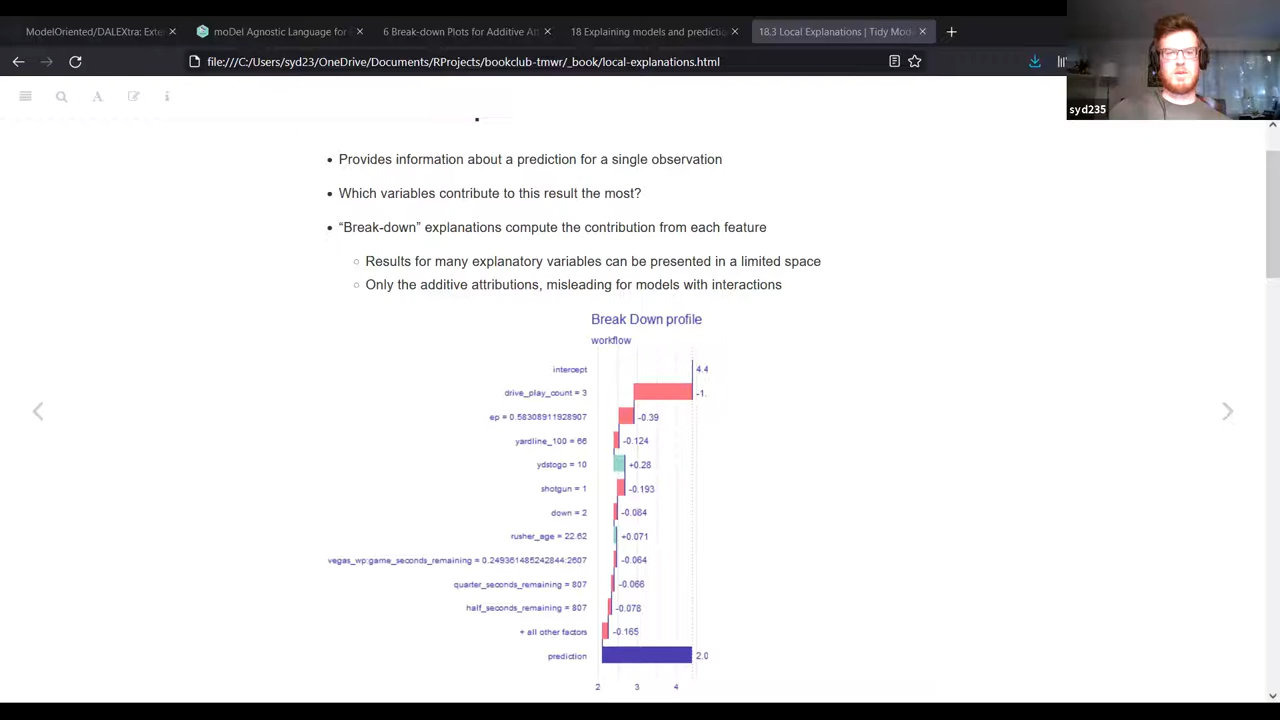 ModelOriented/DALEXtra: Exte
moDel Agnostic Language for
6 Break-down Plots for Additive At
18 Explaining models and predicti
18.3 Local Explanations | Tidy Mod
file:///C:/Users/syd23/OneDrive/Documents/RProjects/bookclub-tmwr/_book/local-explanations.html
syd235
Provides information about a prediction for a single observation
Which variables contribute to this result the most?
“Break-down” explanations compute the contribution from each feature
Results for many explanatory variables can be presented in a limited space
Only the additive attributions, misleading for models with interactions
Break Down profile
workflow
intercept 4.4
drive_play_count = 3 -1.
ep = 0.58308911928907 -0.39
yardline_100 = 66 -0.124
ydstogo = 10 +0.28
shotgun = 1 -0.193
down = 2 -0.084
rusher_age = 22.62 +0.071
vegas_wp:game_seconds_remaining = 0.249361485242844:2607 -0.064
quarter_seconds_remaining = 807 -0.066
half_seconds_remaining = 807 -0.078
+ all other factors -0.165
prediction 2.0
2 3 4